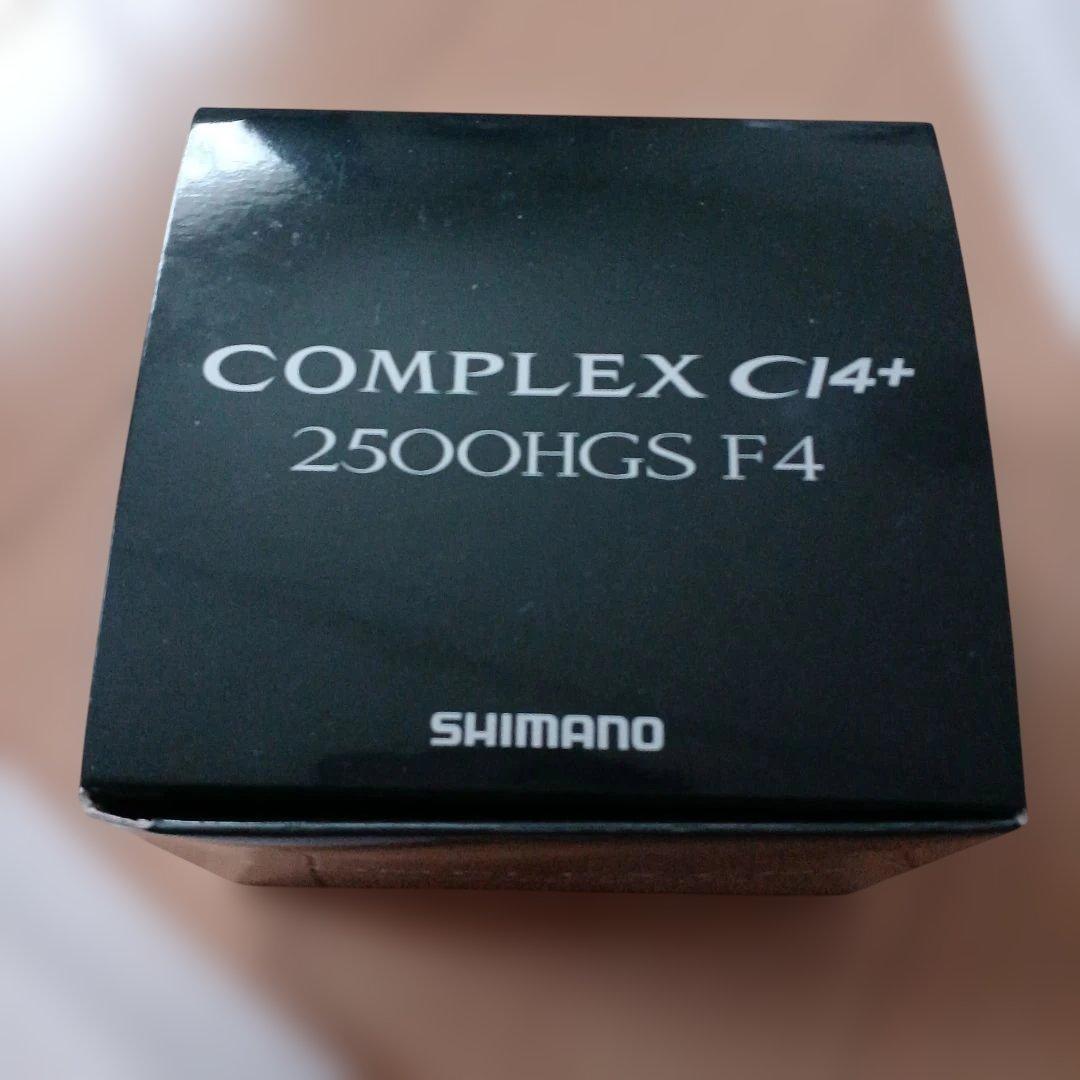 COMPLEX CI4+
2500HGS F4
SHIMANO